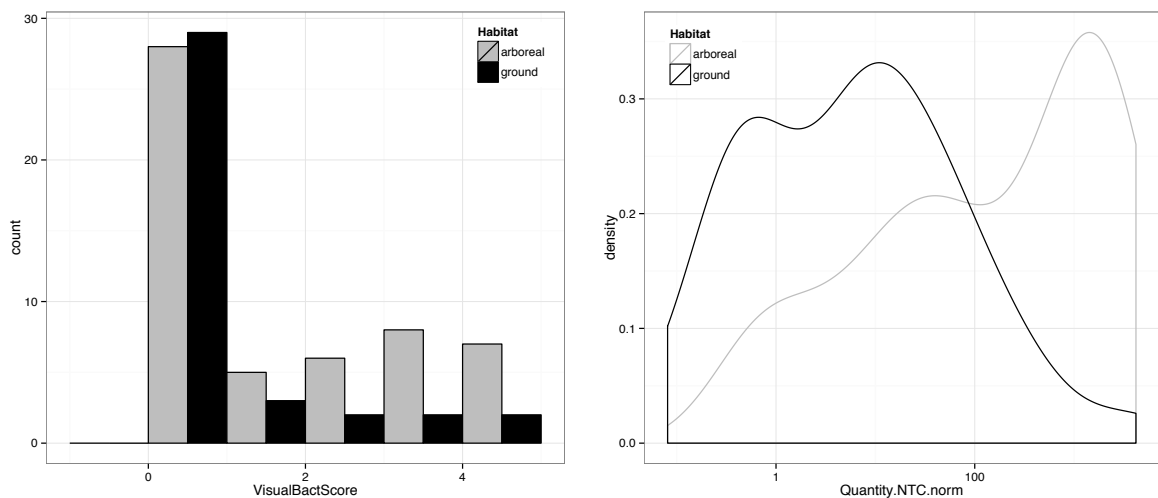 30
20
10
0
count
0
2
4
VisualBactScore
Habitat
arboreal
ground
0.3
0.2
0.1
0.0
density
1
100
Quantity.NTC.norm
Habitat
arboreal
ground